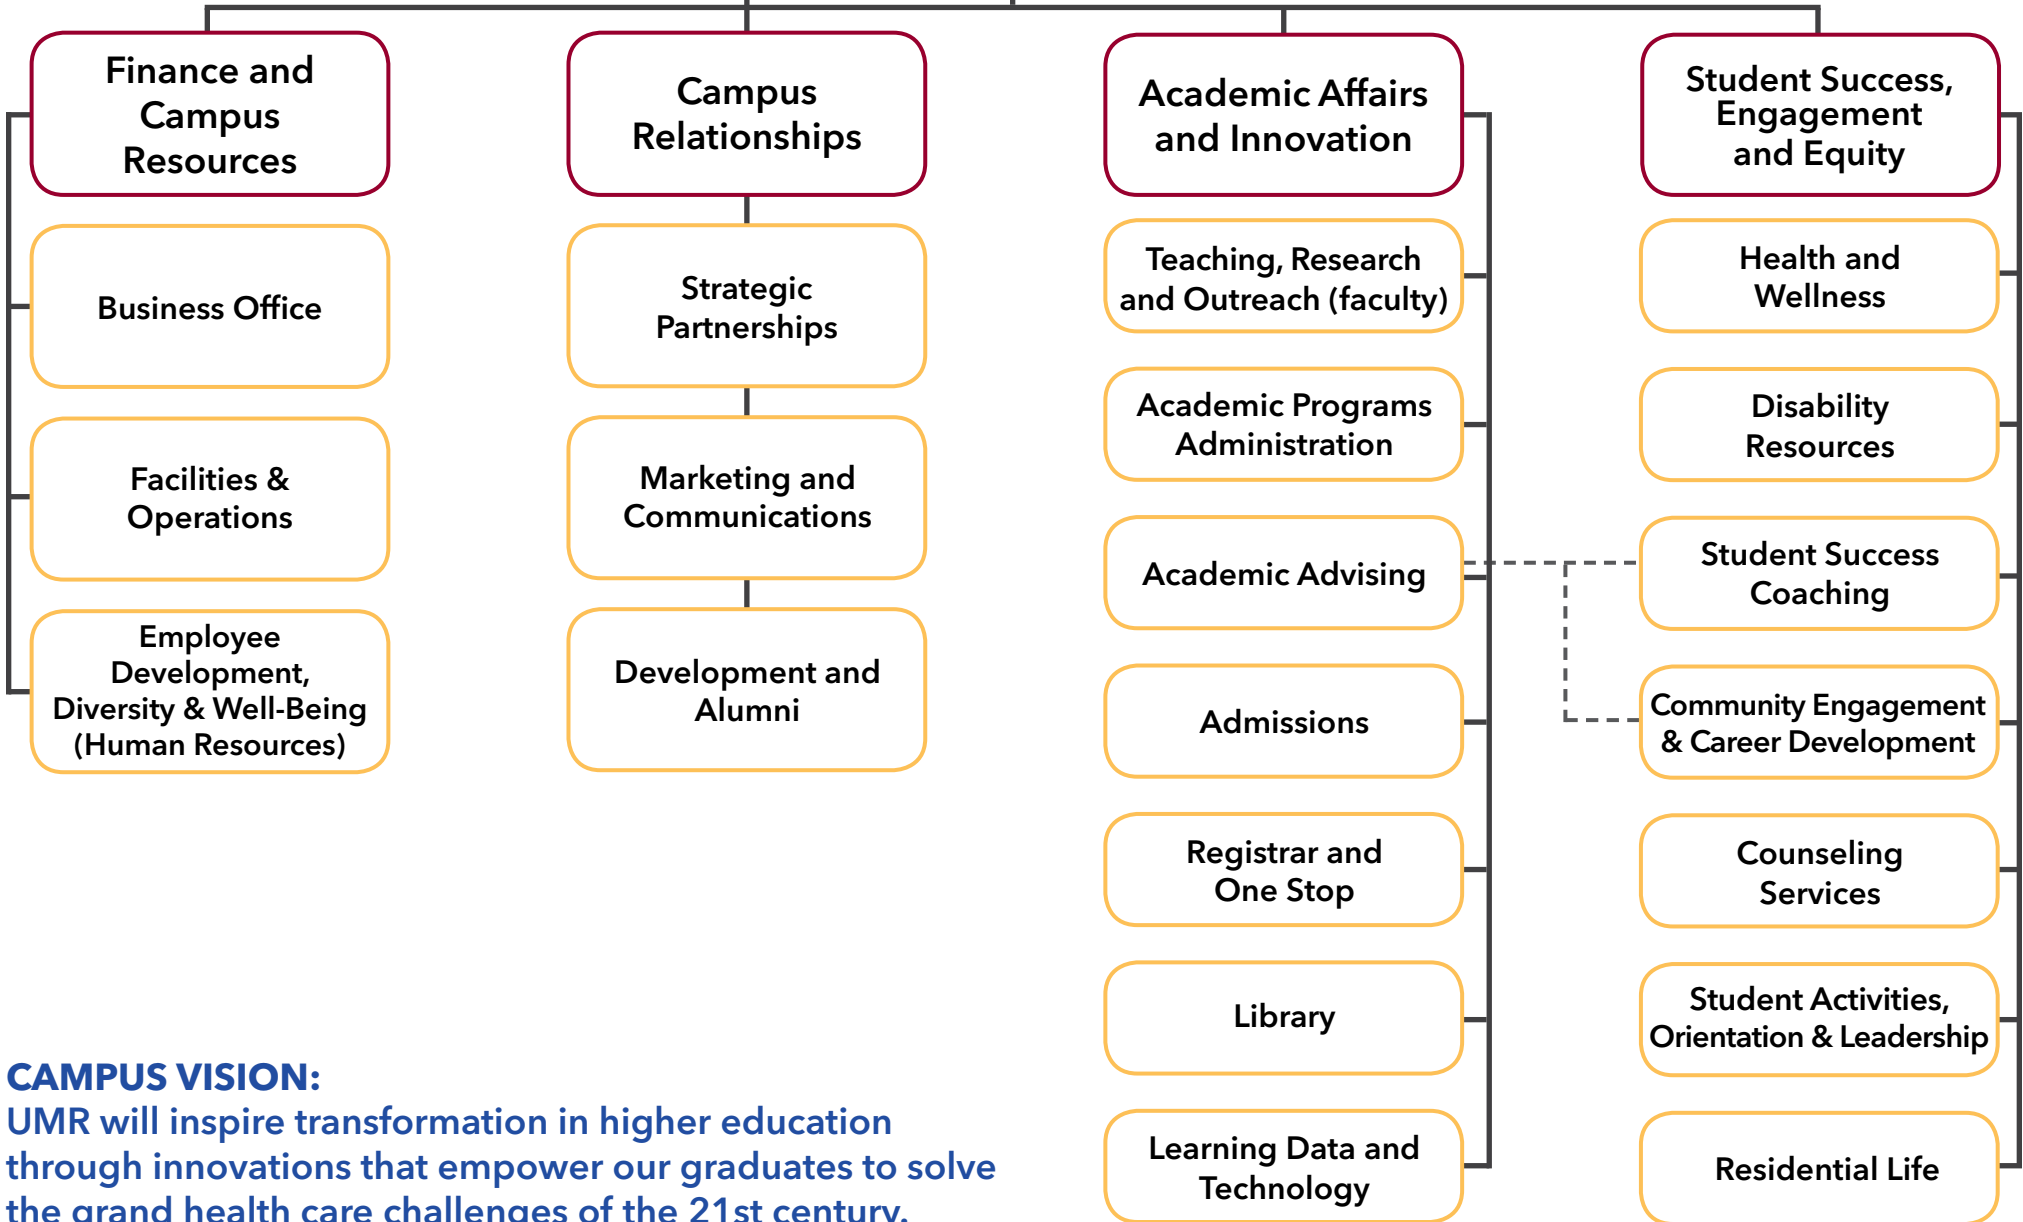 Finance and
Campus
Resources
Business Office
Facilities &
Operations
Employee
Development,
Diversity & Well-Being
(Human Resources)
Campus
Relationships
Strategic
Partnerships
Marketing and
Communications
Development and
Alumni
Academic Affairs
and Innovation
Teaching, Research
and Outreach (faculty)
Academic Programs
Administration
Academic Advising
Admissions
Registrar and
One Stop
Library
Learning Data and
Technology
Student Success,
Engagement
and Equity
Health and
Wellness
Disability
Resources
Student Success
Coaching
Community Engagement
& Career Development
Counseling
Services
Student Activities,
Orientation & Leadership
Residential Life
CAMPUS VISION:
UMR will inspire transformation in higher education
through innovations that empower our graduates to solve
the grand health care challenges of the 21st century.